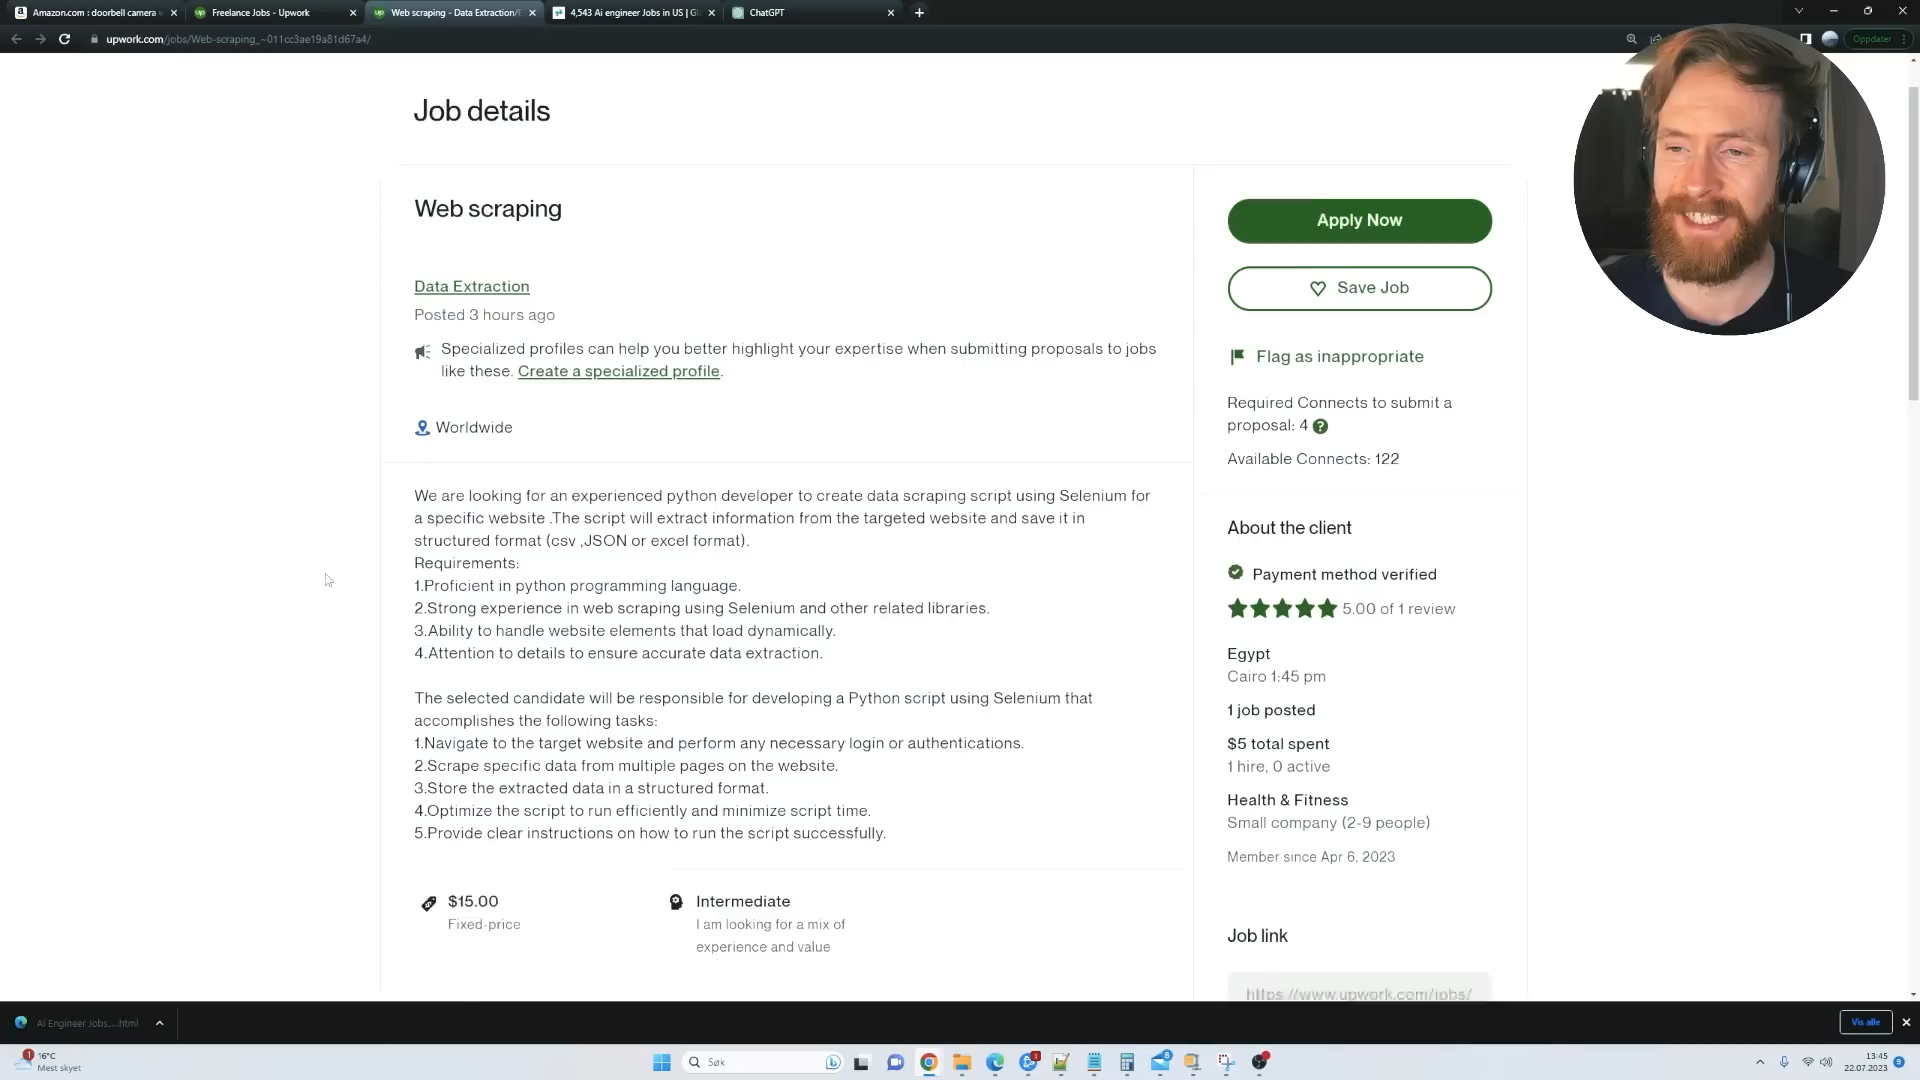 Amazon.com : doorbell camera
Freelance Jobs - Upwork
Web scraping - Data Extraction/
4,543 Ai engineer Jobs in US | G
ChatGPT
upwork.com/jobs/Web-scraping_~011cc3ae19a81d67a4/
Oppdater
Job details
Web scraping
Data Extraction
Posted 3 hours ago
Specialized profiles can help you better highlight your expertise when submitting proposals to jobs
like these. Create a specialized profile.
Worldwide
We are looking for an experienced python developer to create data scraping script using Selenium for
a specific website .The script will extract information from the targeted website and save it in
structured format (csv ,JSON or excel format).
Requirements:
1.Proficient in python programming language.
2.Strong experience in web scraping using Selenium and other related libraries.
3.Ability to handle website elements that load dynamically.
4.Attention to details to ensure accurate data extraction.
The selected candidate will be responsible for developing a Python script using Selenium that
accomplishes the following tasks:
1.Navigate to the target website and perform any necessary login or authentications.
2.Scrape specific data from multiple pages on the website.
3.Store the extracted data in a structured format.
4.Optimize the script to run efficiently and minimize script time.
5.Provide clear instructions on how to run the script successfully.
$15.00
Fixed-price
Intermediate
I am looking for a mix of
experience and value
Apply Now
Save Job
Flag as inappropriate
Required Connects to submit a
proposal: 4
Available Connects: 122
About the client
Payment method verified
5.00 of 1 review
Egypt
Cairo 1:45 pm
1 job posted
$5 total spent
1 hire, 0 active
Health & Fitness
Small company (2-9 people)
Member since Apr 6, 2023
Job link
https://www.upwork.com/jobs/
Ai Engineer Jobs,....html
Vis alle
16°C
Mest skyet
Søk
13:45
22.07.2023